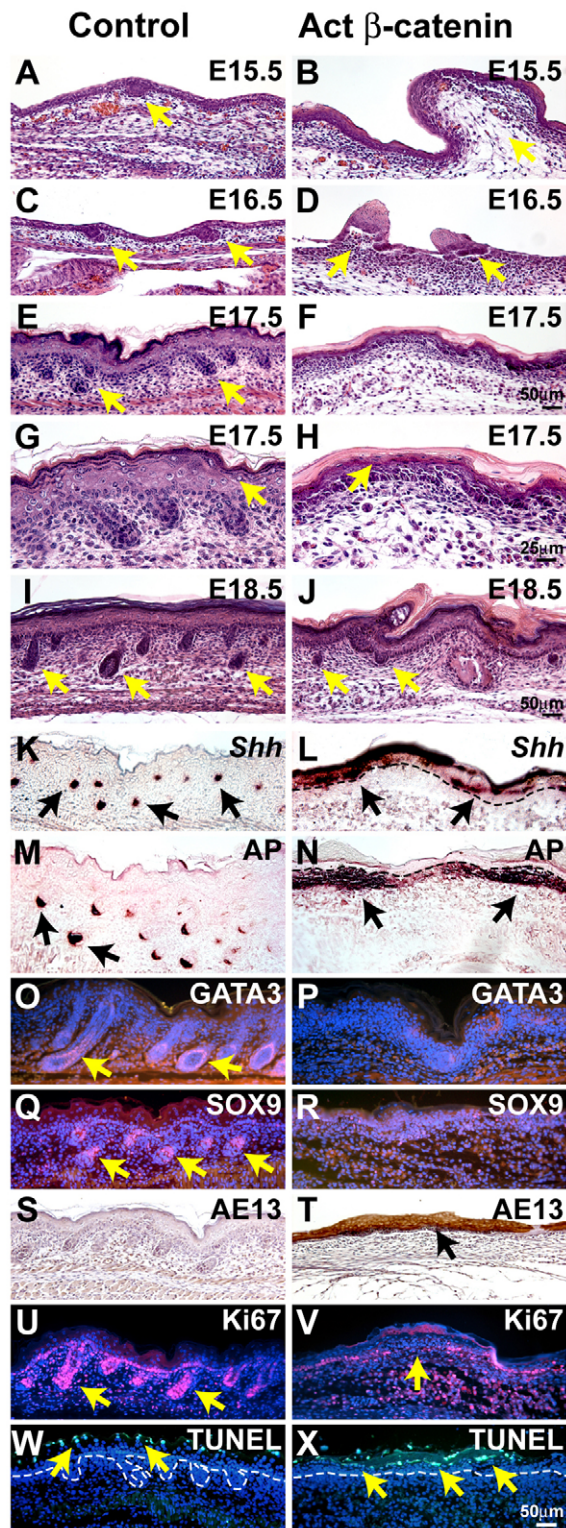 Control Act β-catenin
A E15.5 B E15.5
C E16.5 D E16.5
E E17.5 F E17.5
50μm
G E17.5 H E17.5
25μm
I E18.5 J E18.5
50μm
K Shh L Shh
M AP N AP
O GATA3 P GATA3
Q SOX9 R SOX9
S AE13 T AE13
U Ki67 V Ki67
W TUNEL X TUNEL
50μm